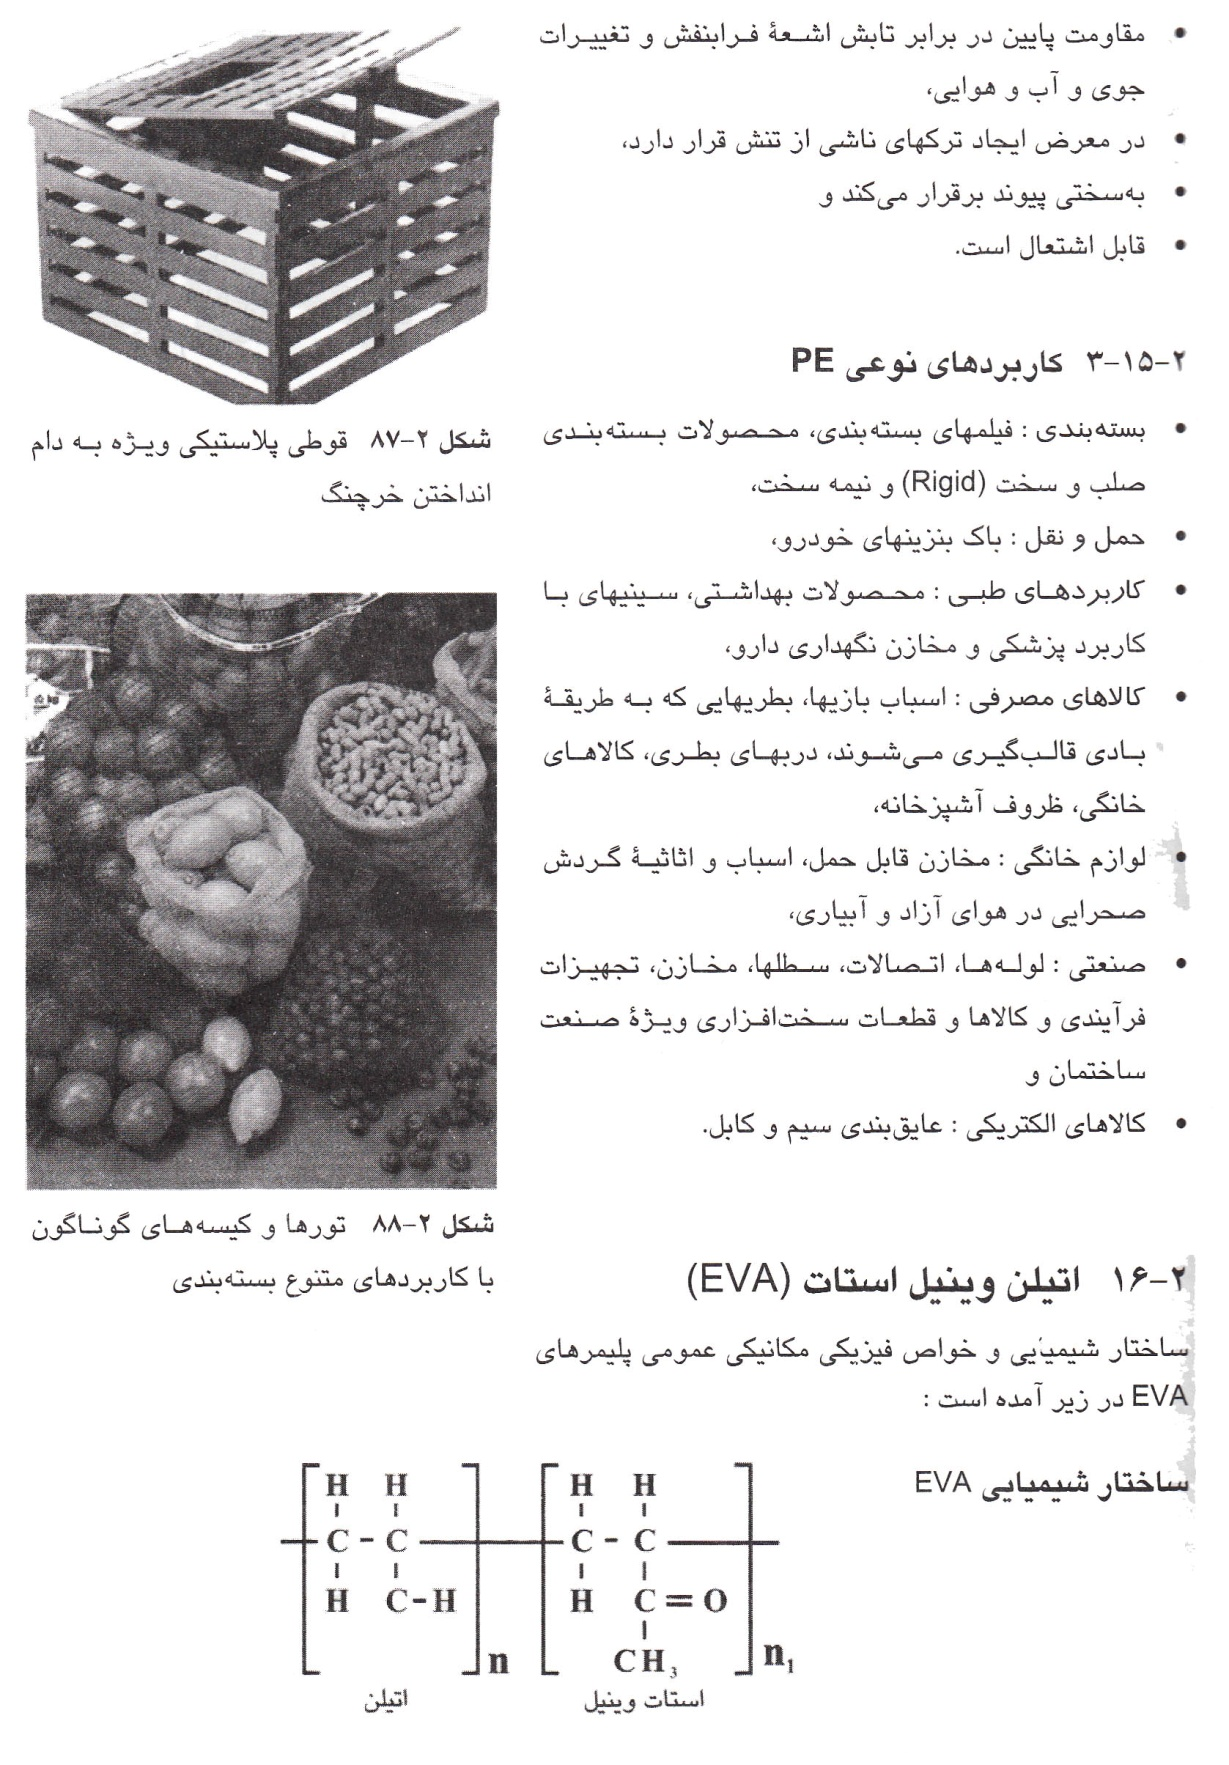 مقاومت پایین در برابر تابش اشعهٔ فرابنفش و تغییرات
جوی و آب و هوایی،
در معرض ایجاد ترکهای ناشی از تنش قرار دارد،
به‌سختی پیوند برقرار می‌کند و
قابل اشتعال است.
۲-۱۵-۳ کاربردهای نوعی PE
بسته‌بندی : فیلمهای بسته‌بندی، محصولات بسته‌بندی
صلب و سخت (Rigid) و نیمه سخت،
حمل و نقل : باک بنزینهای خودرو،
کاربردهای طبی : محصولات بهداشتی، سینیهای با
کاربرد پزشکی و مخازن نگهداری دارو،
کالاهای مصرفی : اسباب بازیها، بطریهایی که به طریقهٔ
بادی قالب‌گیری می‌شوند، دربهای بطری، کالاهای
خانگی، ظروف آشپزخانه،
لوازم خانگی : مخازن قابل حمل، اسباب و اثاثیهٔ گردش
صحرایی در هوای آزاد و آبیاری،
صنعتی : لوله‌ها، اتصالات، سطلها، مخازن، تجهیزات
فرآیندی و کالاها و قطعات سخت‌افزاری ویژهٔ صنعت
ساختمان و
کالاهای الکتریکی : عایق‌بندی سیم و کابل.
شکل ۲-۸۷ قوطی پلاستیکی ویژه به دام
انداختن خرچنگ
شکل ۲-۸۸ تورها و کیسه‌های گوناگون
با کاربردهای متنوع بسته‌بندی
۲-۱۶ اتیلن وینیل استات (EVA)
ساختار شیمیایی و خواص فیزیکی مکانیکی عمومی پلیمرهای
EVA در زیر آمده است :
ساختار شیمیایی EVA
H H H H
C - C C - C
H C-H H C=O
n CH₃ n₁
اتیلن استات وینیل